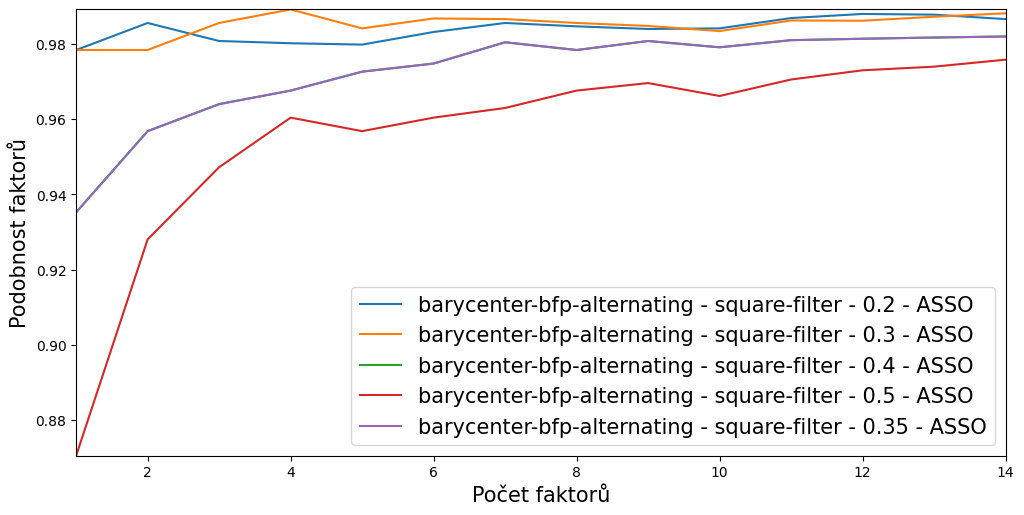 Podobnost faktorů
0.98
0.96
0.94
0.92
0.90
0.88
barycenter-bfp-alternating - square-filter - 0.2 - ASSO
barycenter-bfp-alternating - square-filter - 0.3 - ASSO
barycenter-bfp-alternating - square-filter - 0.4 - ASSO
barycenter-bfp-alternating - square-filter - 0.5 - ASSO
barycenter-bfp-alternating - square-filter - 0.35 - ASSO
2 4 6 8 10 12 14
Počet faktorů